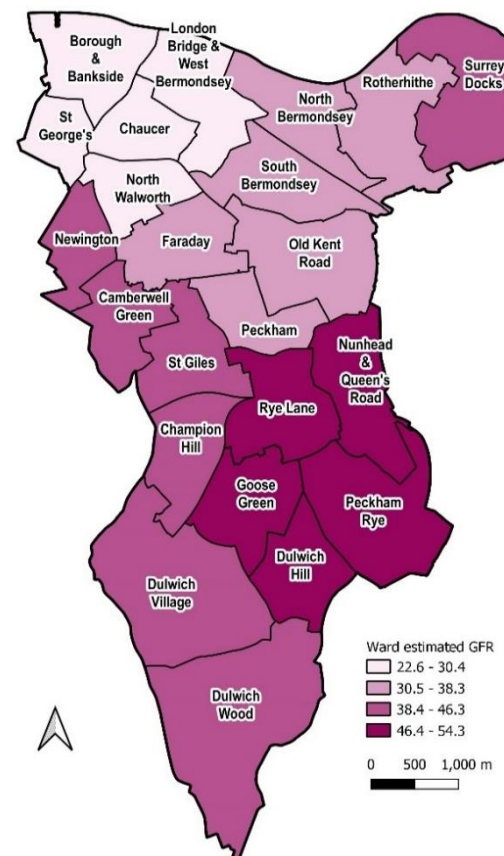 Borough
&
Bankside
London
Bridge &
West
Bermondsey
Surrey
Docks
Rotherhithe
North
Bermondsey
St
George's
Chaucer
South
Bermondsey
North
Walworth
Newington
Faraday
Old Kent
Road
Camberwell
Green
Peckham
Nunhead
&
Queen's
Road
St Giles
Rye Lane
Champion
Hill
Goose
Green
Peckham
Rye
Dulwich
Hill
Dulwich
Village
Dulwich
Wood
Ward estimated GFR
22.6 - 30.4
30.5 - 38.3
38.4 - 46.3
46.4 - 54.3
0 500 1,000 m